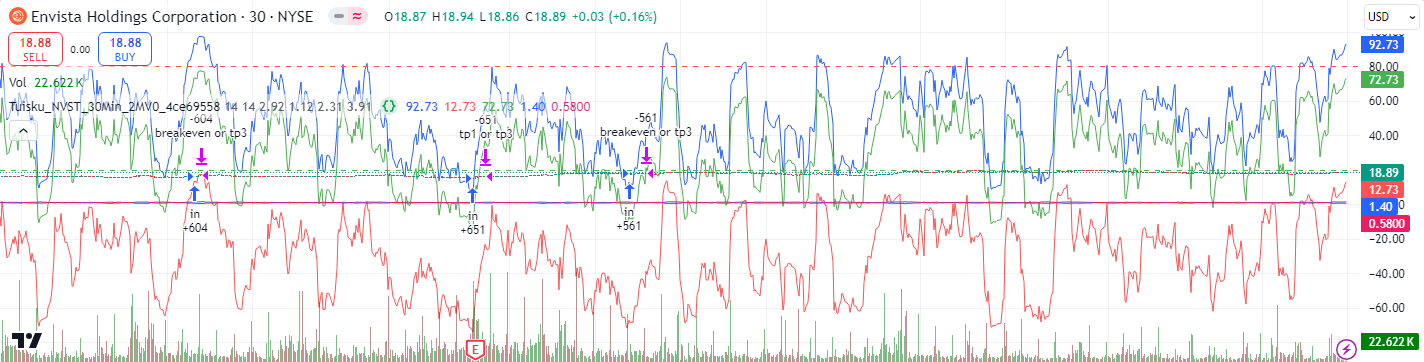 Envista Holdings Corporation · 30 · NYSE O18.87 H18.94 L18.86 C18.89 +0.03 (+0.16%)
USD
18.88
SELL
0.00
18.88
BUY
Vol 22.622 K
Tuisku_NVST_30Min_2MV0_4ce69558 14 14 2.92 1.12 2.31 3.91 {} 92.73 12.73 72.73 1.40 0.5800
-604
breakeven or tp3
in
+604
-651
tp1 or tp3
in
+651
-561
breakeven or tp3
in
+561
E
92.73
80.00
72.73
60.00
40.00
18.89
12.73
1.40
0.5800
−20.00
−40.00
−60.00
22.622 K